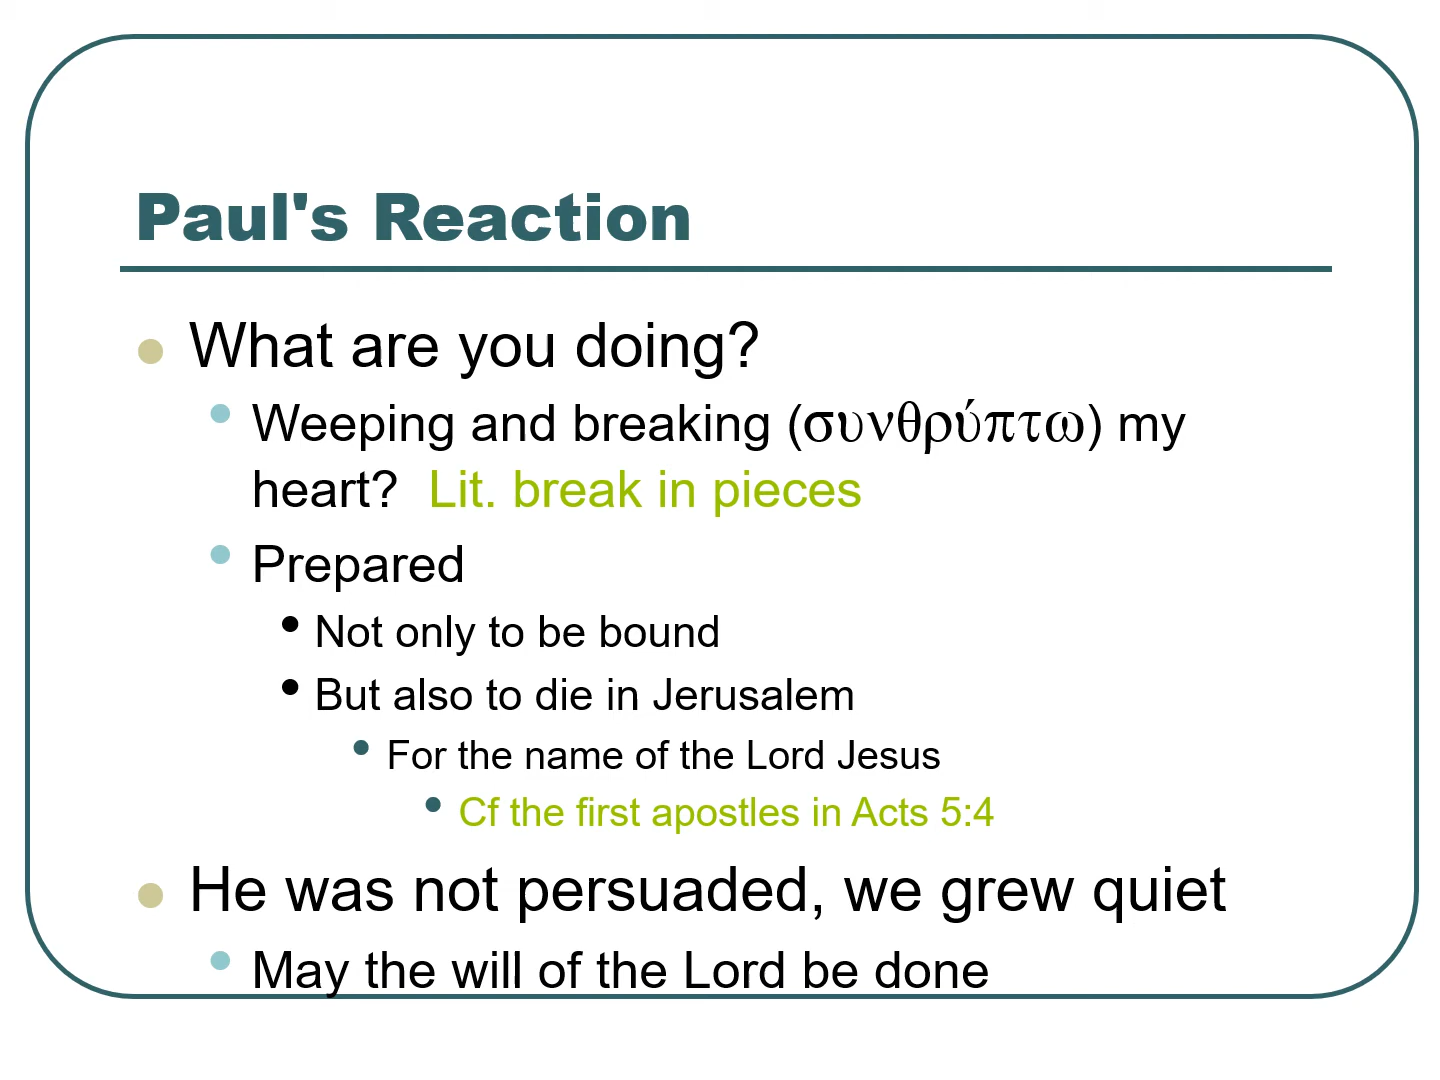 Paul's Reaction
What are you doing?
Weeping and breaking (συνθρύπτω) my
heart?  Lit. break in pieces
Prepared
Not only to be bound
But also to die in Jerusalem
For the name of the Lord Jesus
Cf the first apostles in Acts 5:4
He was not persuaded, we grew quiet
May the will of the Lord be done